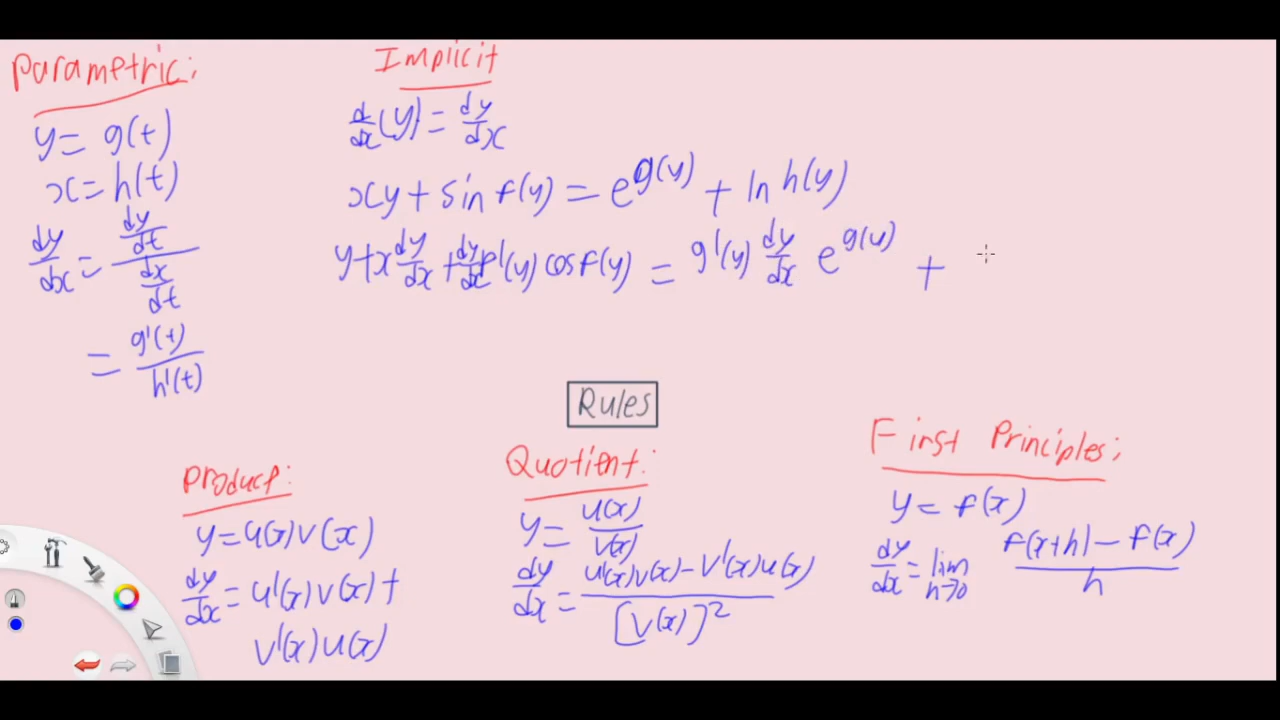 Parametric:
y = g(t)
x = h(t)
dy/dx = (dy/dt)/(dx/dt)
= g'(t)/h'(t)
Implicit
d/dx (y) = dy/dx
xy + sin f(y) = e^g(y) + ln h(y)
y + x dy/dx + dy/dx f'(y) cos f(y) = g'(y) dy/dx e^g(y) +
Rules
Product:
y = u(x) v(x)
dy/dx = u'(x) v(x) +
v'(x) u(x)
Quotient:
y = u(x)/v(x)
dy/dx = (u'(x)v(x) - v'(x)u(x))/[v(x)]^2
First Principles:
y = f(x)
dy/dx = lim h→0 (f(x+h) - f(x))/h